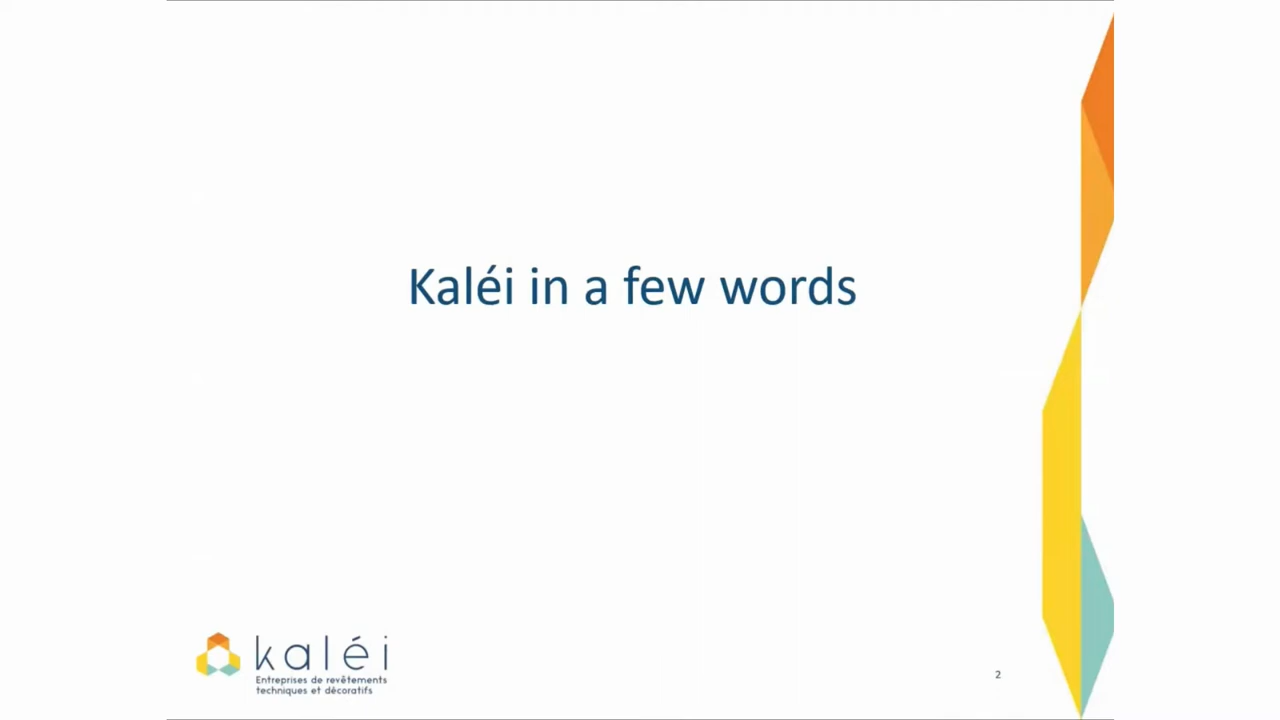 Kaléi in a few words
kaléi
Entreprises de revêtements
techniques et décoratifs
2